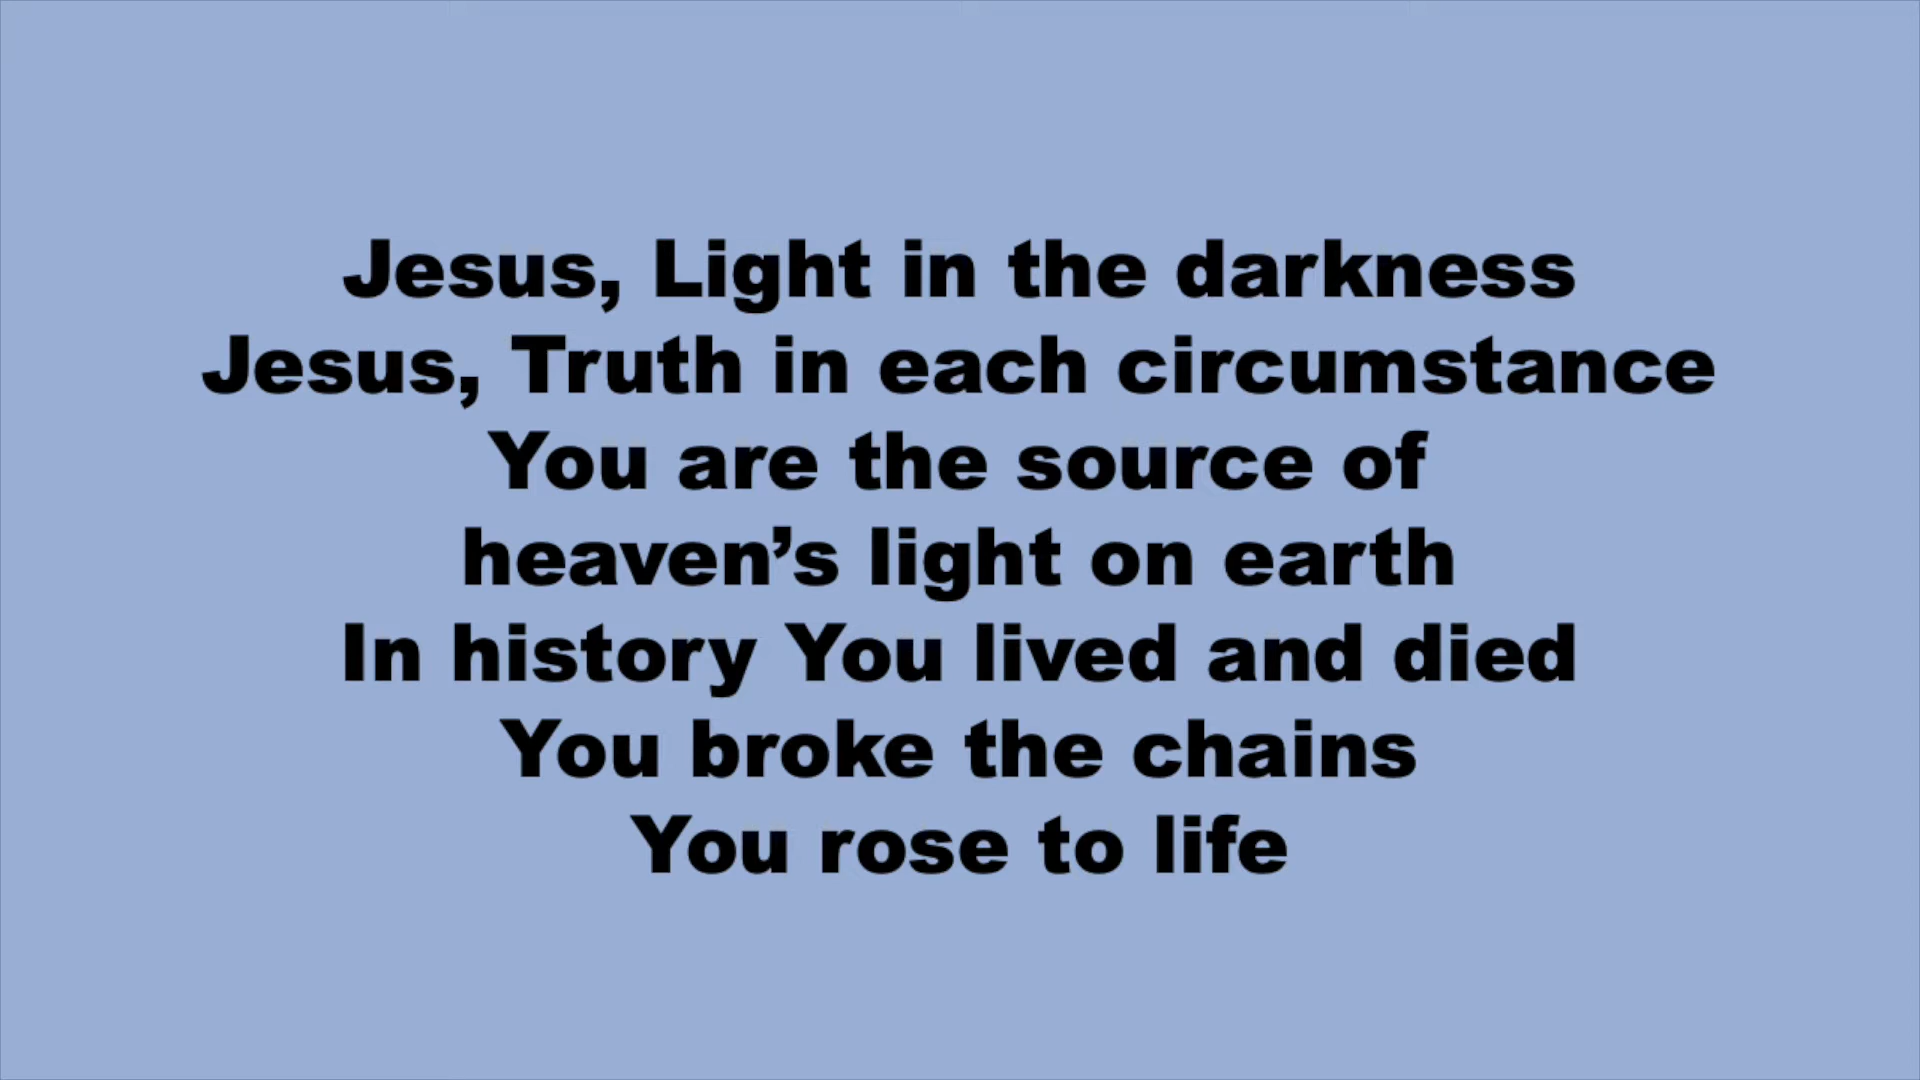 Jesus, Light in the darkness
Jesus, Truth in each circumstance
You are the source of
heaven’s light on earth
In history You lived and died
You broke the chains
You rose to life